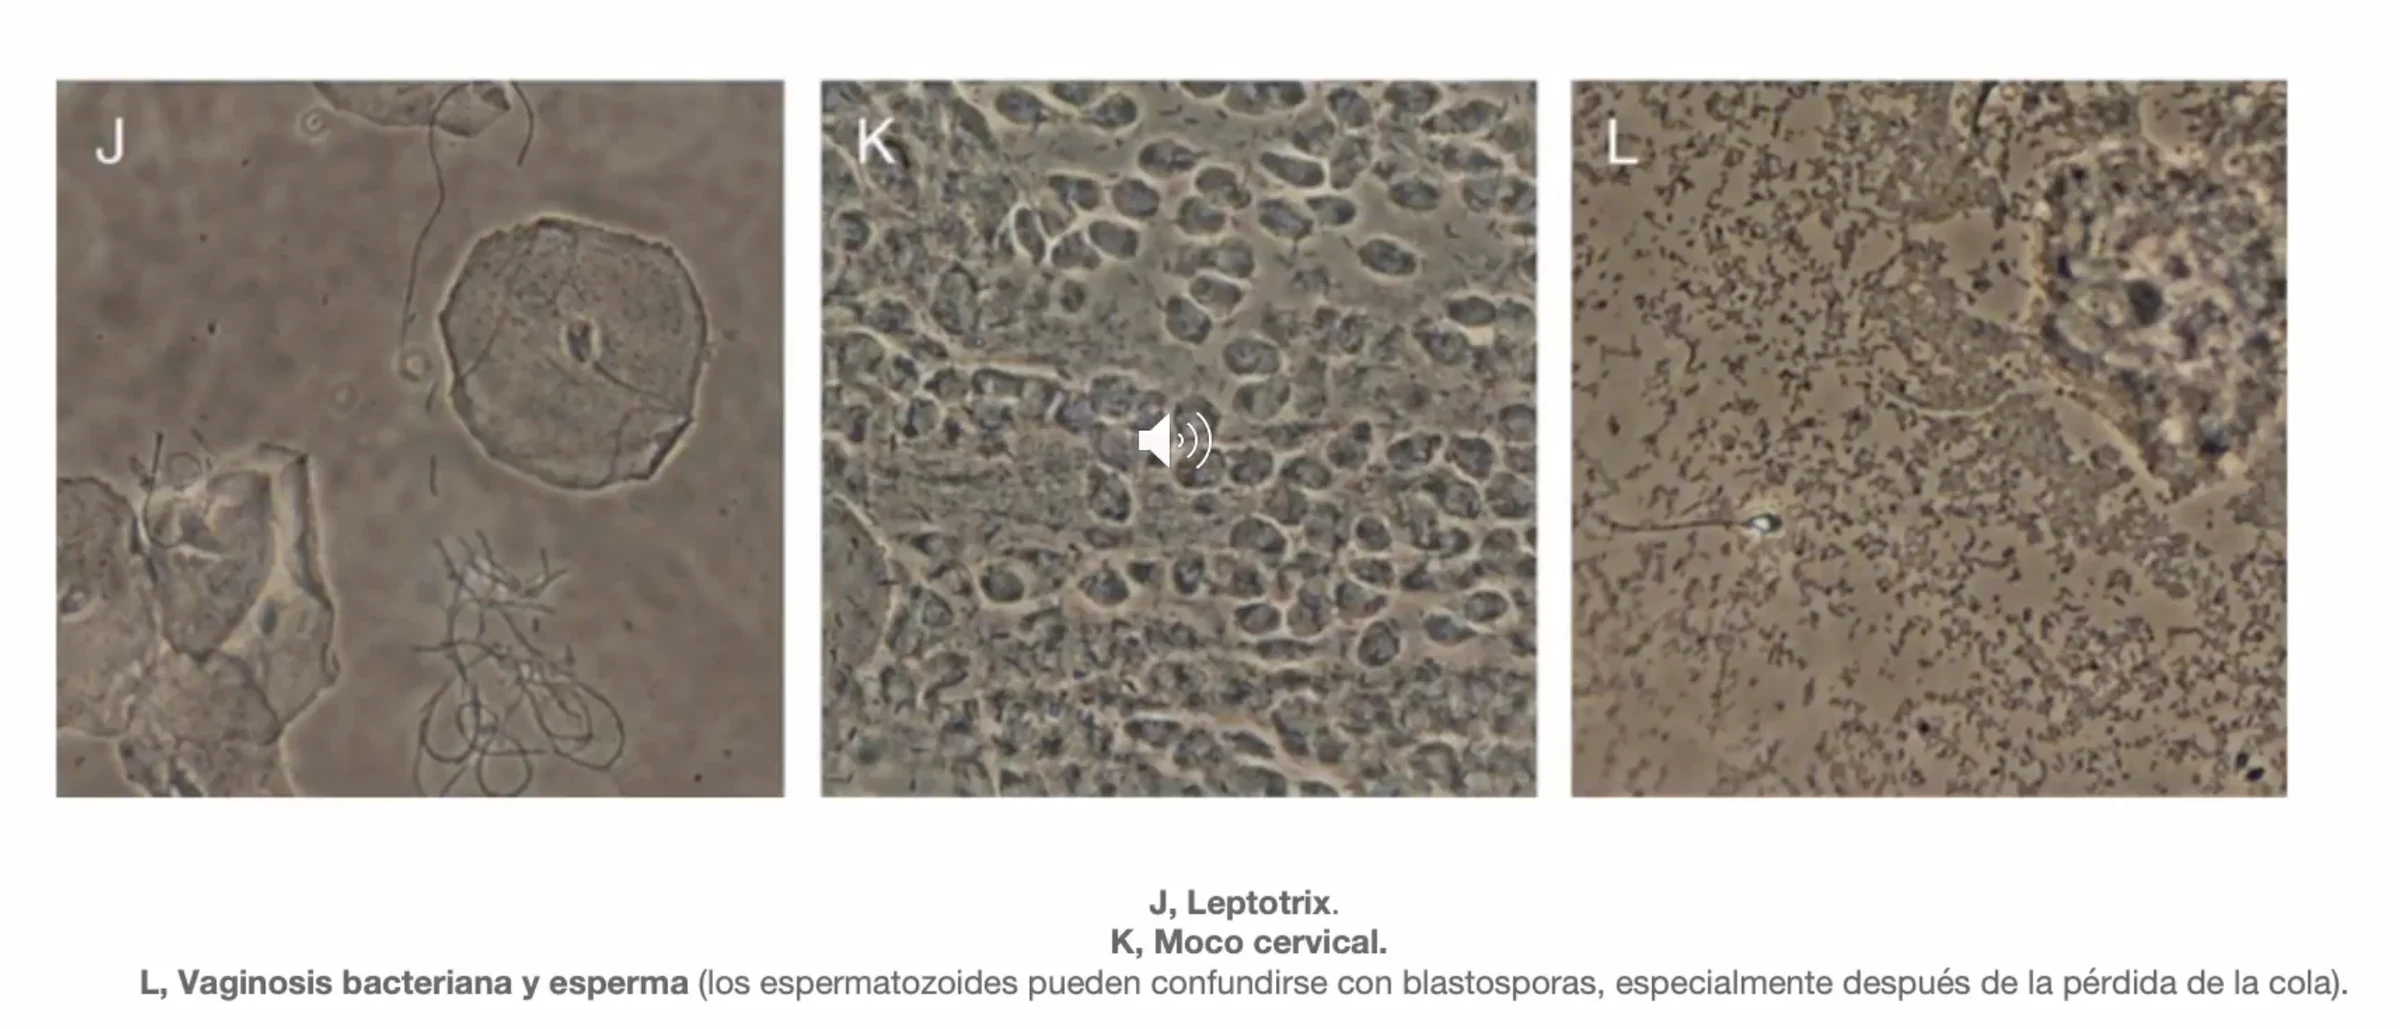 J
K
L
J, Leptotrix.
K, Moco cervical.
L, Vaginosis bacteriana y esperma (los espermatozoides pueden confundirse con blastosporas, especialmente después de la pérdida de la cola).